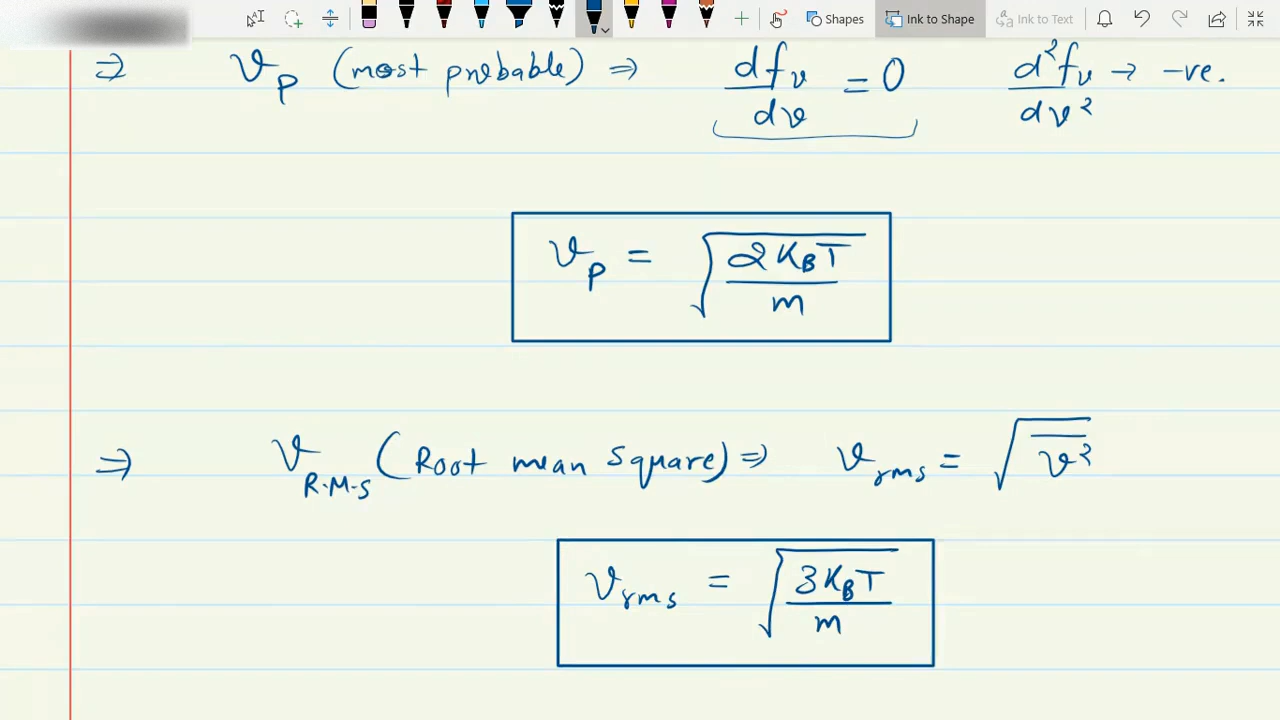 Shapes Ink to Shape Ink to Text
⇒ v_p (most probable) ⇒ df_v/dv = 0 d²f_v/dv² → -ve.
v_p = √(2K_BT/m)
⇒ v_R.M.S (Root mean square) ⇒ v_rms = √(v̅²)
v_rms = √(3K_BT/m)